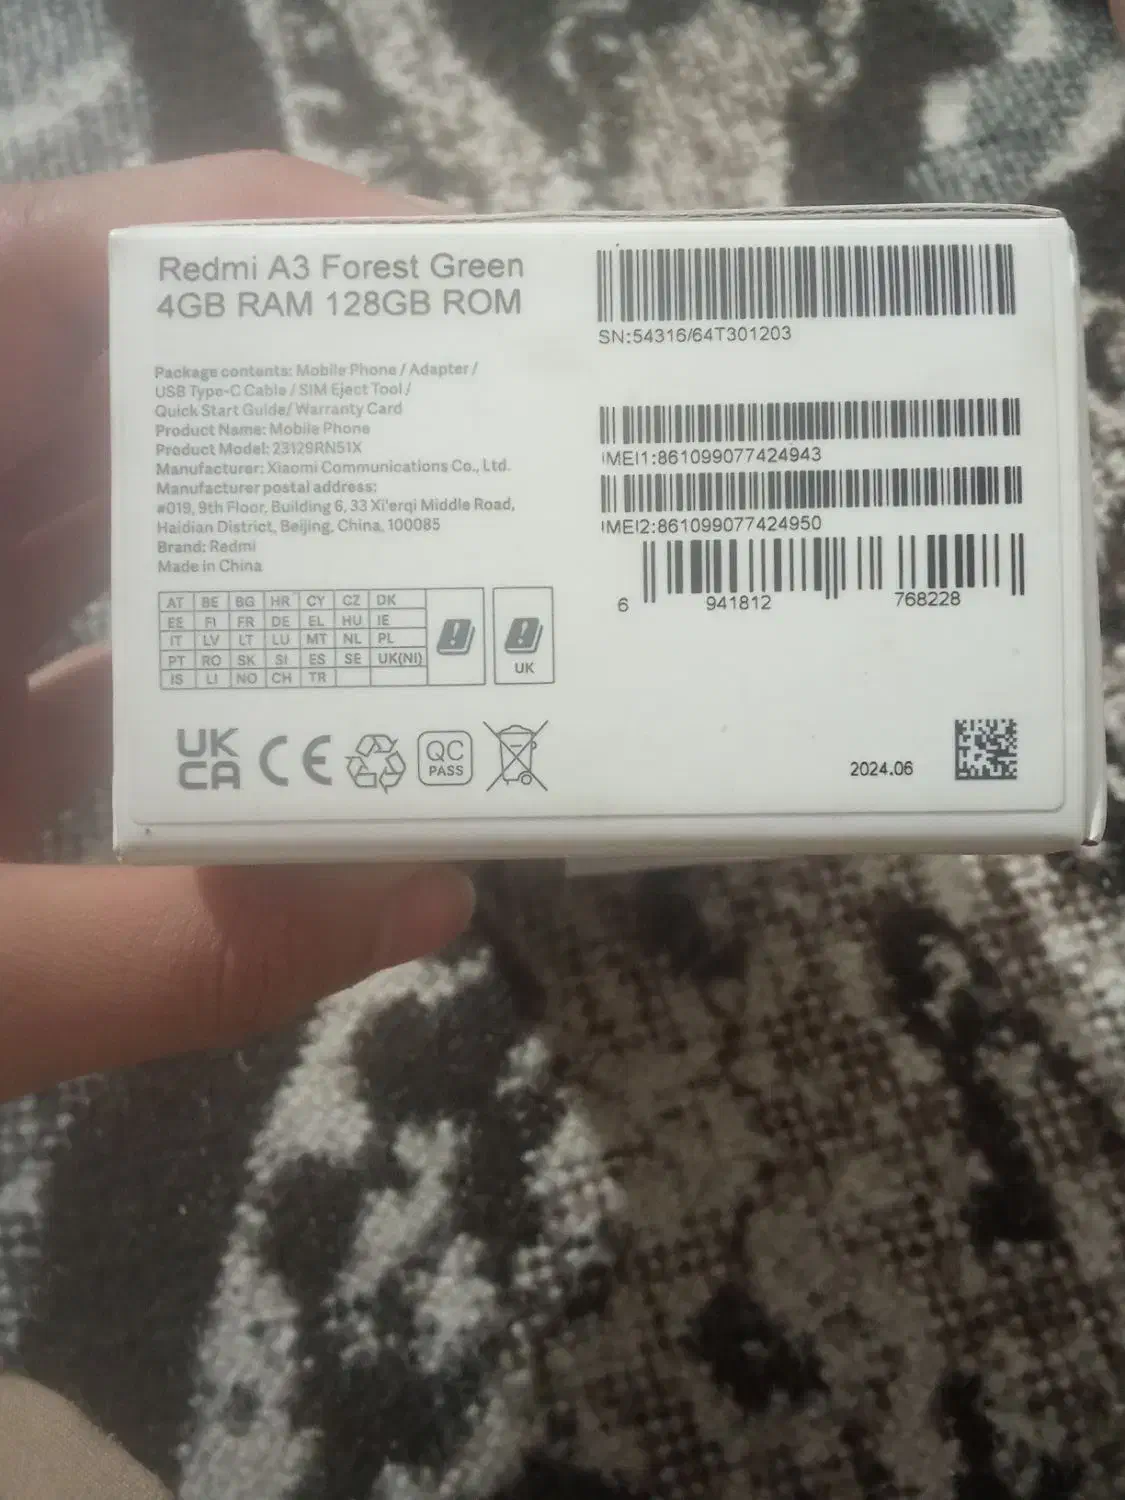 Redmi A3 Forest Green
4GB RAM 128GB ROM
Package contents: Mobile Phone / Adapter /
USB Type-C Cable / SIM Eject Tool /
Quick Start Guide/ Warranty Card
Product Name: Mobile Phone
Product Model: 23129RN51X
Manufacturer: Xiaomi Communications Co., Ltd.
Manufacturer postal address:
#019, 9th Floor, Building 6, 33 Xi'erqi Middle Road,
Haidian District, Beijing, China, 100085
Brand: Redmi
Made in China
AT BE BG HR CY CZ DK
EE FI FR DE EL HU IE
IT LV LT LU MT NL PL
PT RO SK SI ES SE UK(NI)
IS LI NO CH TR
UK
UK
CA
CE
QC
PASS
SN:54316/64T301203
IMEI1:861099077424943
IMEI2:861099077424950
6 941812 768228
2024.06